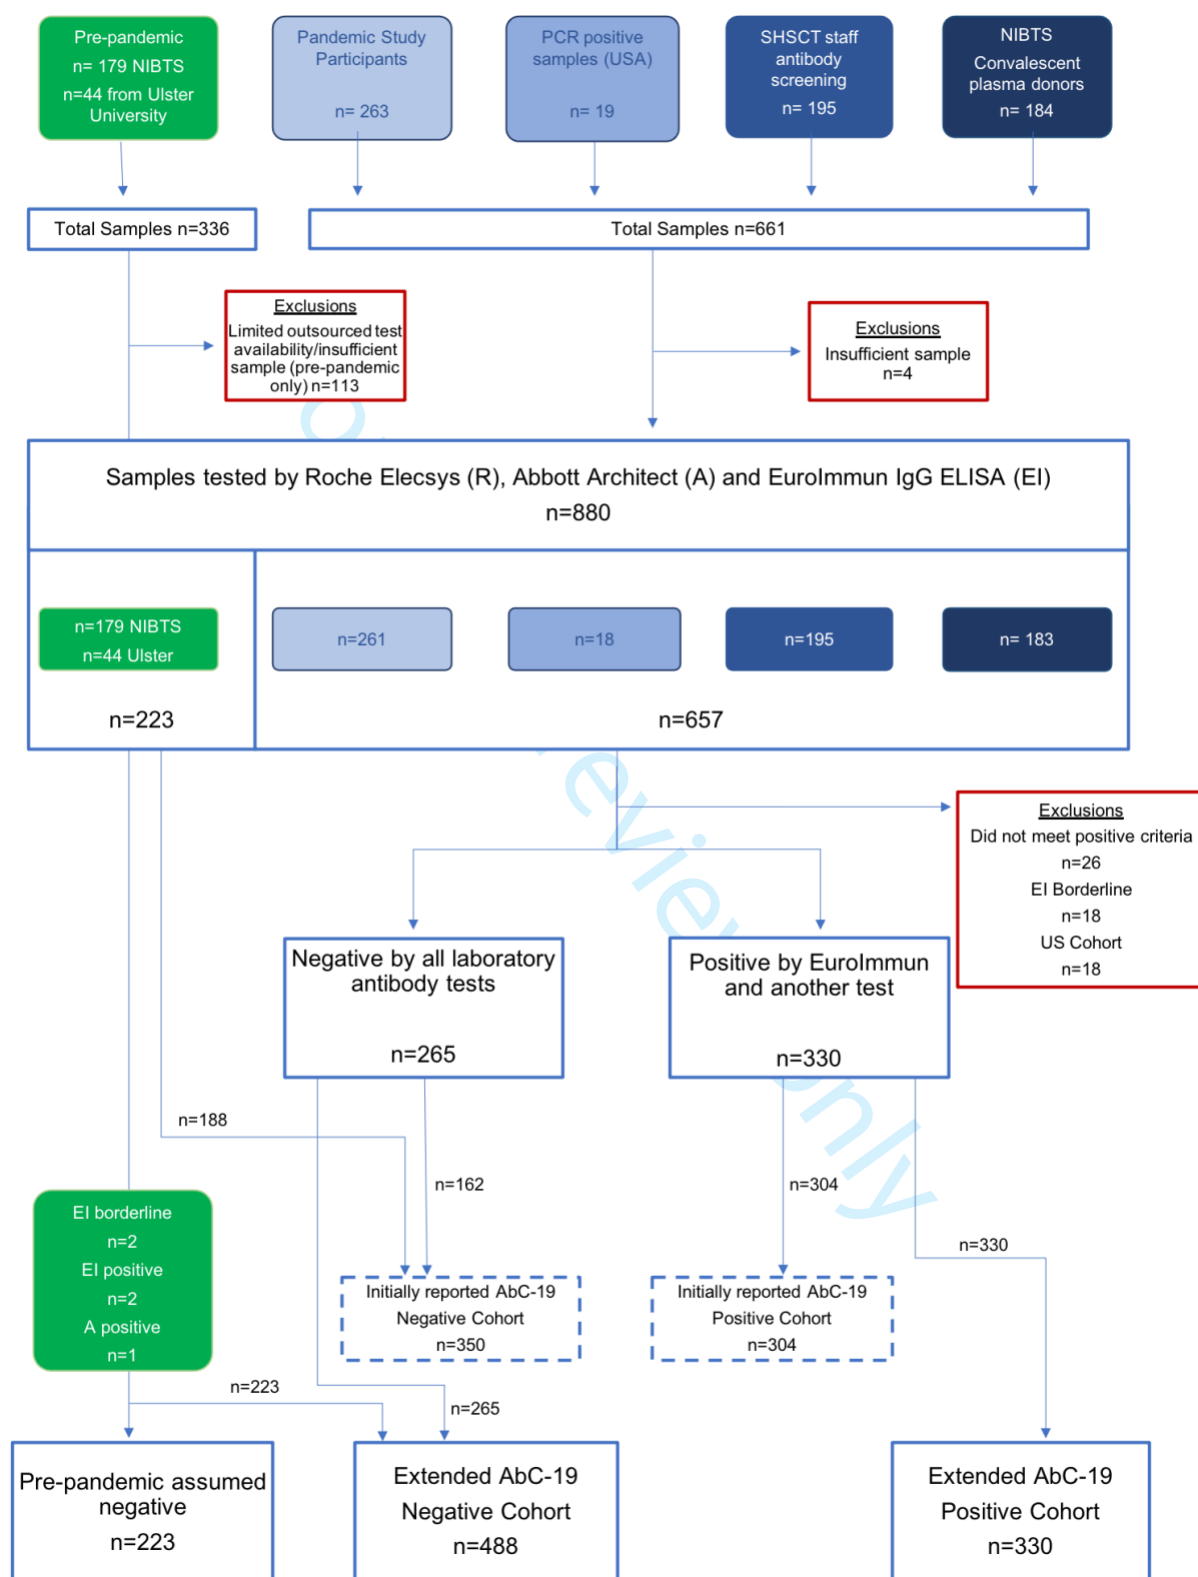 Pre-pandemic
n= 179 NIBTS
n=44 from Ulster
University
Pandemic Study
Participants
n= 263
PCR positive
samples (USA)
n= 19
SHSCT staff
antibody
screening
n= 195
NIBTS
Convalescent
plasma donors
n= 184
Total Samples n=336
Total Samples n=661
Exclusions
Limited outsourced test
availability/insufficient
sample (pre-pandemic
only) n=113
Exclusions
Insufficient sample
n=4
Samples tested by Roche Elecsys (R), Abbott Architect (A) and EuroImmun IgG ELISA (EI)
n=880
n=179 NIBTS
n=44 Ulster
n=223
n=261
n=18
n=195
n= 183
n=657
Exclusions
Did not meet positive criteria
n=26
EI Borderline
n=18
US Cohort
n=18
Negative by all laboratory
antibody tests
n=265
Positive by EuroImmun
and another test
n=330
n=188
n=162
n=304
n=330
EI borderline
n=2
EI positive
n=2
A positive
n=1
Initially reported AbC-19
Negative Cohort
n=350
Initially reported AbC-19
Positive Cohort
n=304
n=223
n=265
Pre-pandemic assumed
negative
n=223
Extended AbC-19
Negative Cohort
n=488
Extended AbC-19
Positive Cohort
n=330